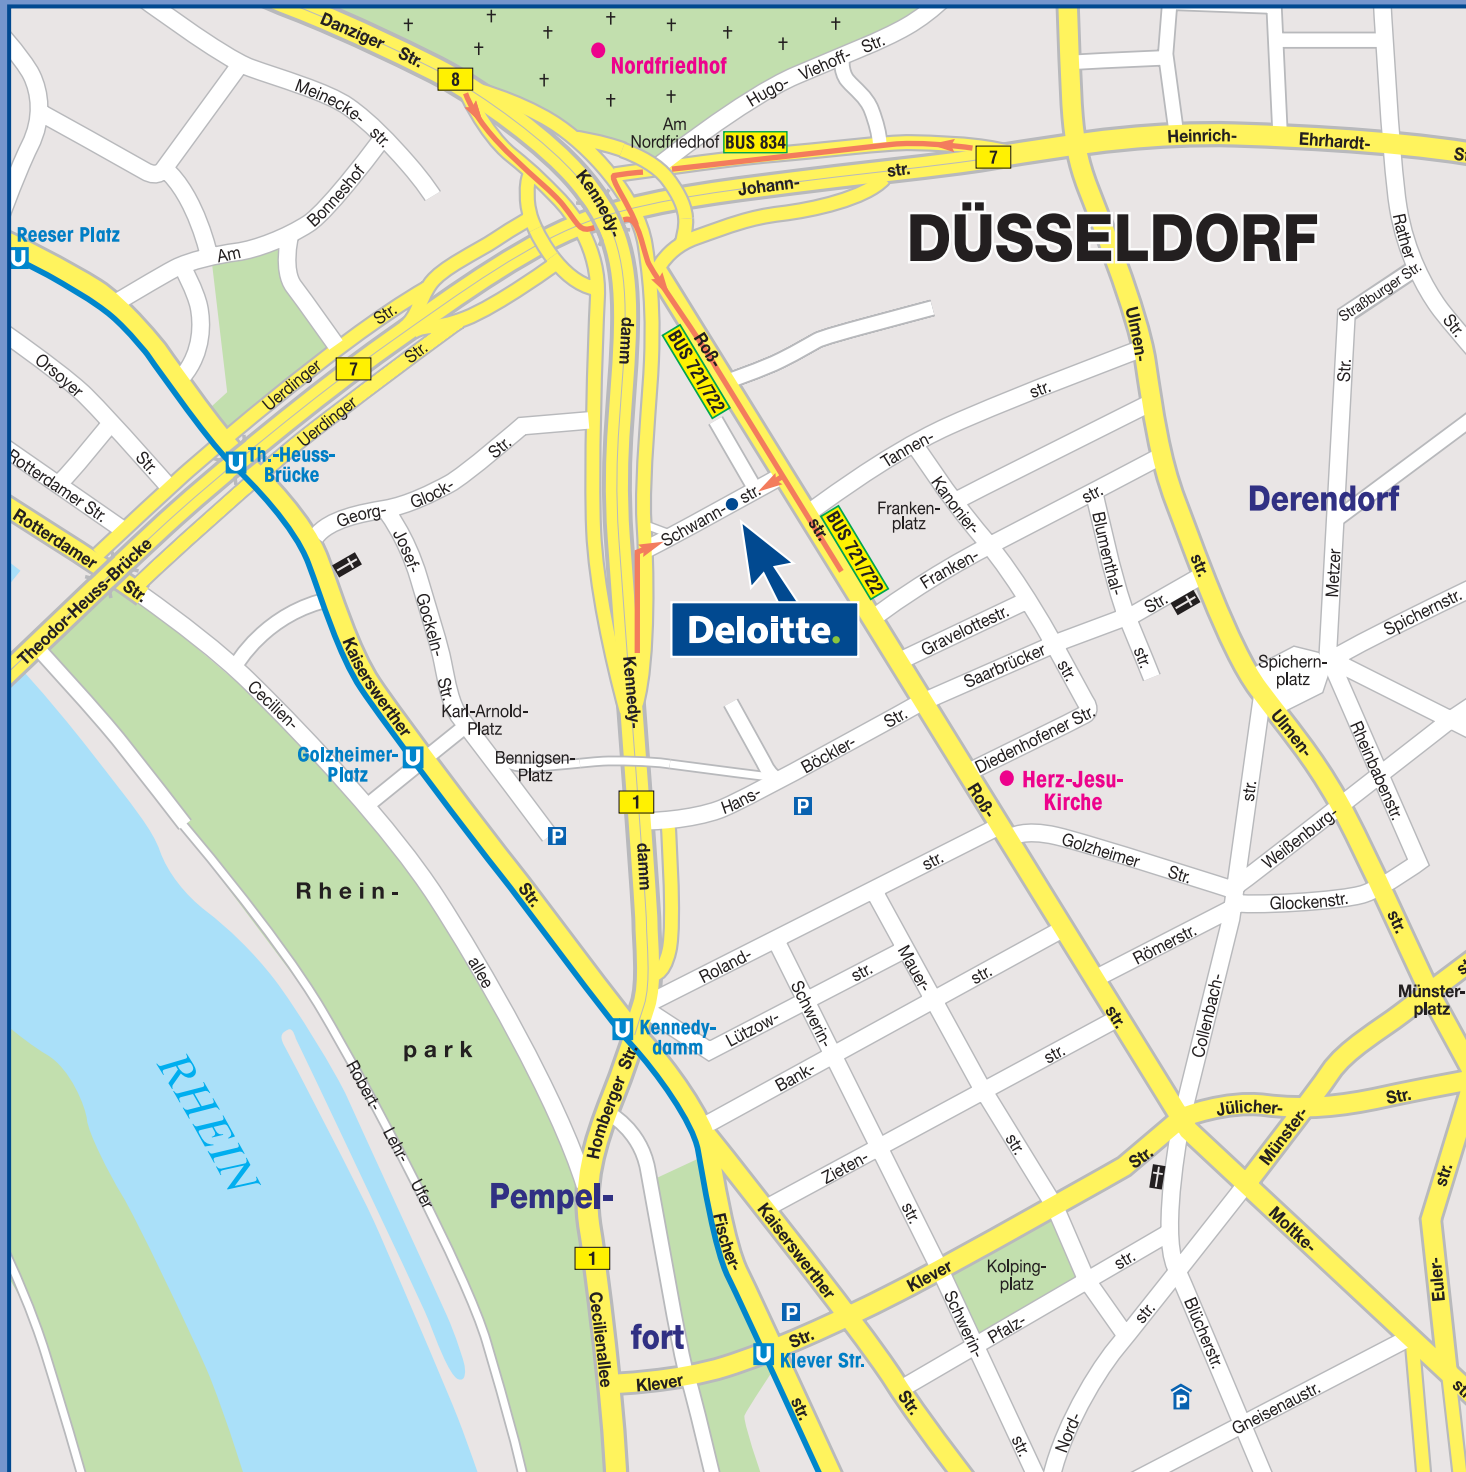 Danziger Str.
8
Nordfriedhof
Hugo- Viehoff- Str.
Meinecke- str.
Am
Nordfriedhof
BUS 834
Heinrich-
Ehrhardt-
7
Johann-
str.
Kennedy-
Bonneshof
Am
Reeser Platz
U
DÜSSELDORF
Rather
Str.
Straßburger Str.
Uerdinger Str.
7
Uerdinger Str.
damm
Roß-
BUS 721/722
Ulmen-
Orsoyer
Str.
Metzer
Str.
Tannen-
str.
Rotterdamer Str.
U Th.-Heuss-
Brücke
Str.
Glock-
Georg-
Schwann- str.
Franken-
platz
Kanonier-
str.
Derendorf
Rotterdamer
Str.
Josef-
Gockeln-
Str.
str.
BUS 721/722
Franken-
str.
Blumenthal-
str.
str.
Theodor-Heuss-Brücke
Deloitte.
Gravelottestr.
Saarbrücker
Str.
Spichernstr.
Spichern-
platz
Kaiserswerther
Str.
Cecilien-
allee
Kennedy-
Karl-Arnold-
Platz
Golzheimer-
Platz
U
Bennigsen-
Platz
Hans-
Böckler-
Str.
Diedenhofener Str.
Ulmen-
str.
Rheinbabenstr.
1
P
P
Herz-Jesu-
Kirche
Roß-
str.
str.
damm
Golzheimer
Str.
Weißenburg-
Glockenstr.
Rhein-
park
Roland-
str.
Mauer-
str.
Schwerin-
str.
Römerstr.
Lützow-
str.
Bank-
str.
Collenbach-
Münster-
platz
U Kennedy-
damm
RHEIN
Robert-
Lehr-
Ufer
Homberger Str.
Zieten-
str.
Jülicher-
Str.
Münster-
Pempel-
fort
Fischer-
str.
Kaiserswerther
Str.
Klever
Str.
Kolping-
platz
Pfalz-
str.
Moltke-
Euler-
str.
1
Cecilienallee
P
Klever
Str.
U Klever Str.
Schwerin-
str.
Nord-
str.
Blücherstr.
P
Gneisenaustr.